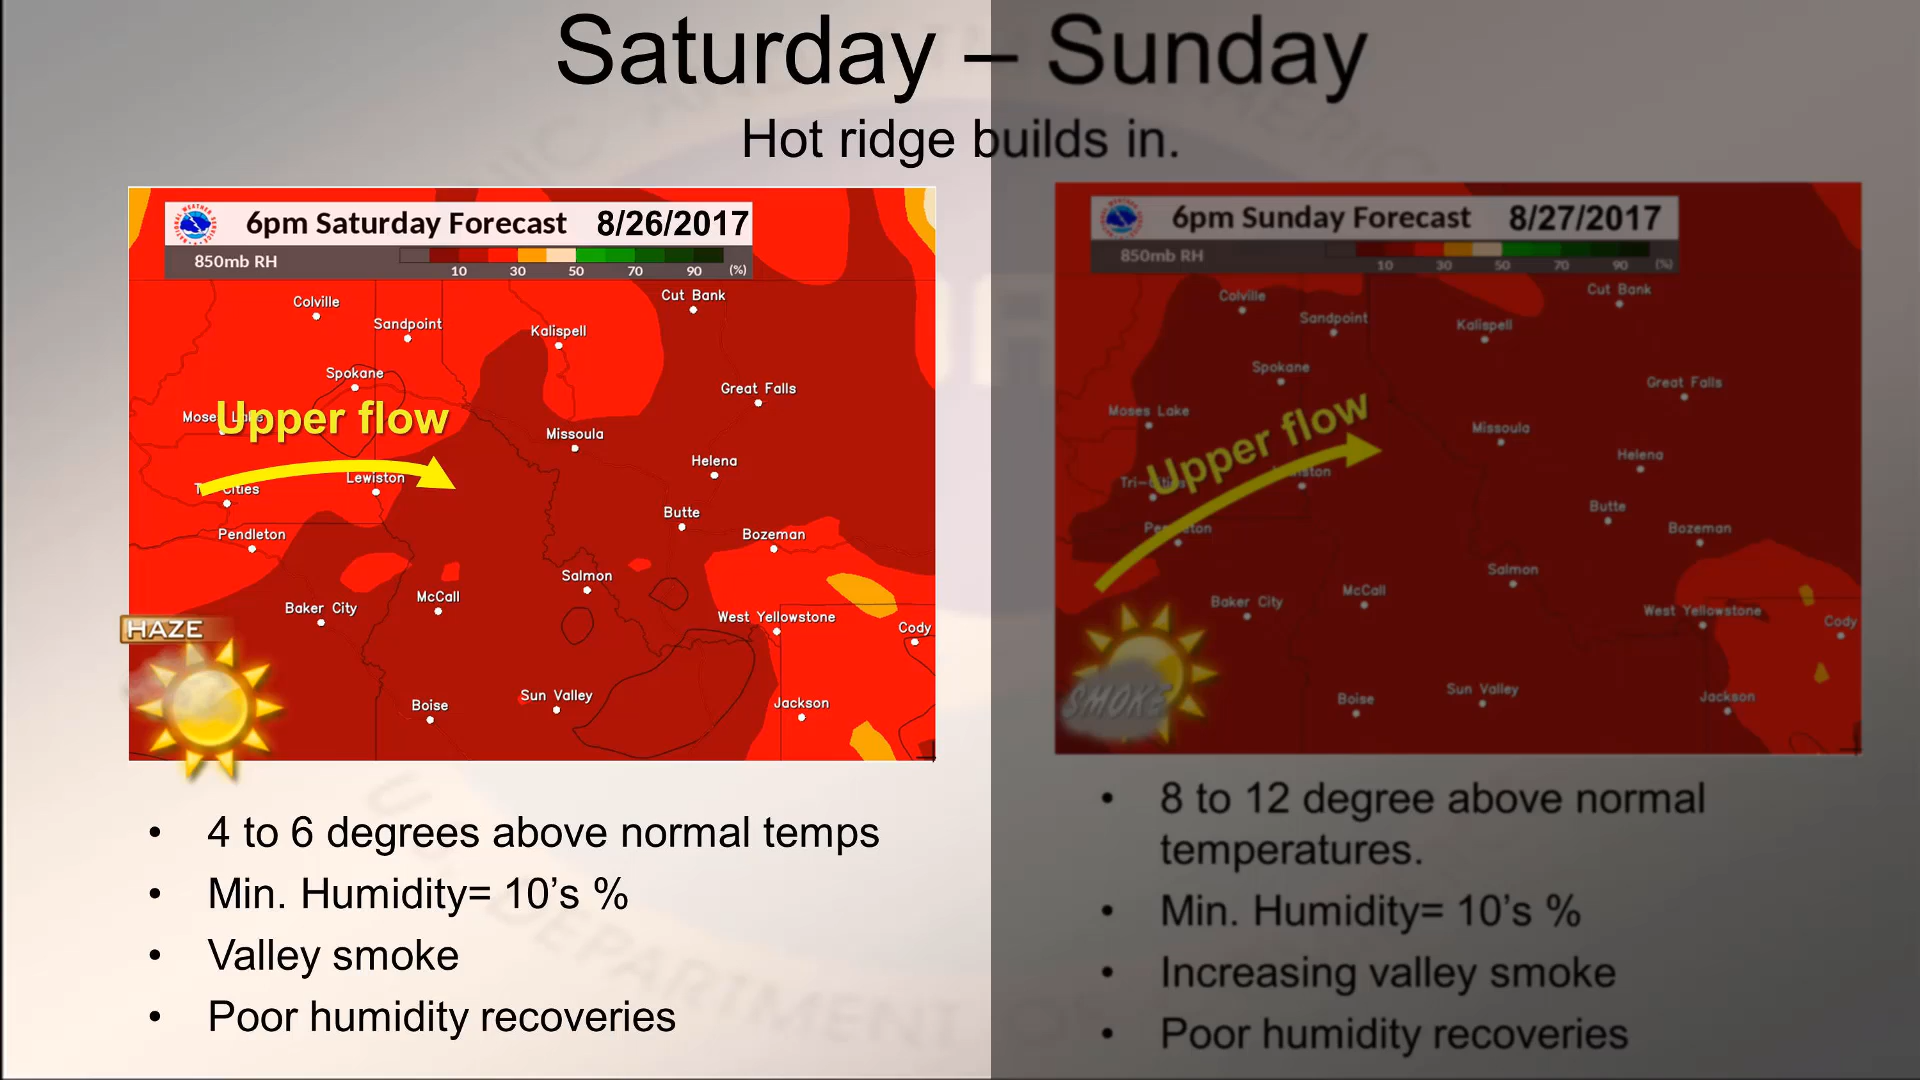 Saturday – Sunday
Hot ridge builds in.
6pm Saturday Forecast 8/26/2017
850mb RH
10 30 50 70 90 (%)
Colville
Cut Bank
Sandpoint
Kalispell
Spokane
Great Falls
Upper flow
Missoula
Helena
Lewiston
Butte
Pendleton
Bozeman
Salmon
McCall
Baker City
West Yellowstone
Cody
HAZE
Sun Valley
Boise
Jackson
• 4 to 6 degrees above normal temps
• Min. Humidity= 10’s %
• Valley smoke
• Poor humidity recoveries
6pm Sunday Forecast 8/27/2017
850mb RH
10 30 50 70 90 (%)
Colville
Cut Bank
Sandpoint
Kalispell
Spokane
Great Falls
Moses Lake
Upper flow
Missoula
Helena
Butte
Bozeman
Salmon
McCall
Baker City
West Yellowstone
Cody
SMOKE
Sun Valley
Boise
Jackson
• 8 to 12 degree above normal
temperatures.
• Min. Humidity= 10’s %
• Increasing valley smoke
• Poor humidity recoveries